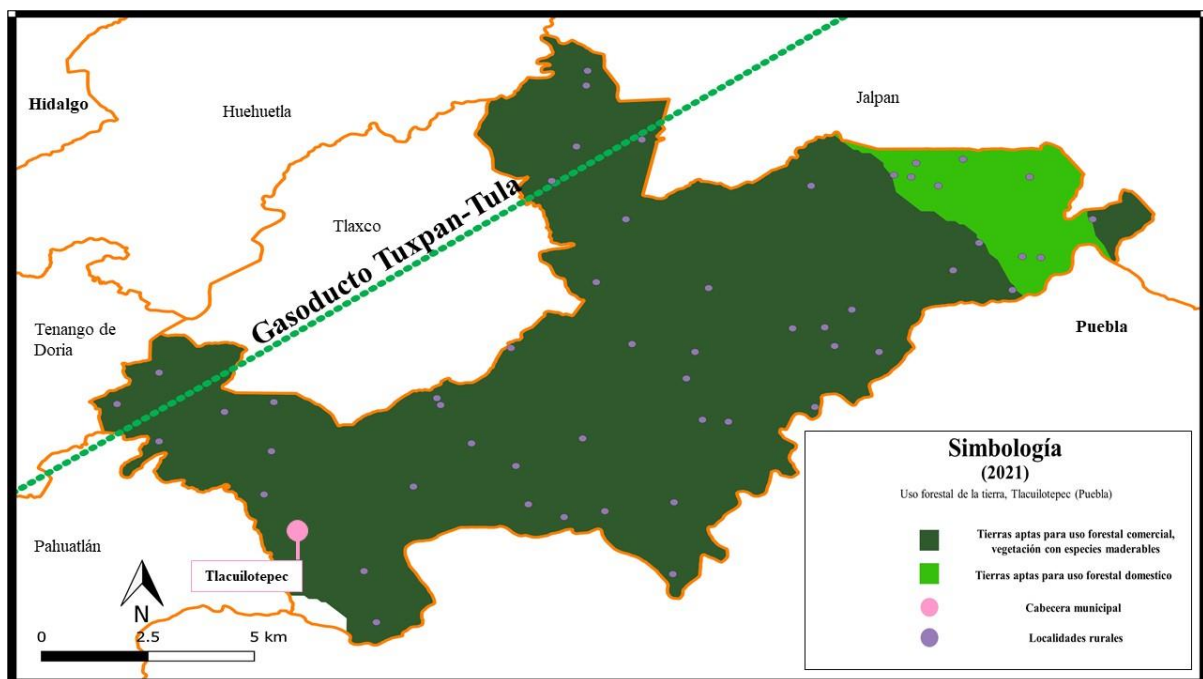 Hidalgo
Huehuetla
Jalpan
Tlaxco
Gasoducto Tuxpan-Tula
Tenango de
Doria
Puebla
Pahuatlán
Tlacuilotepec
N
0 2.5 5 km
Simbología
(2021)
Uso forestal de la tierra, Tlacuilotepec (Puebla)
Tierras aptas para uso forestal comercial,
vegetación con especies maderables
Tierras aptas para uso forestal domestico
Cabecera municipal
Localidades rurales